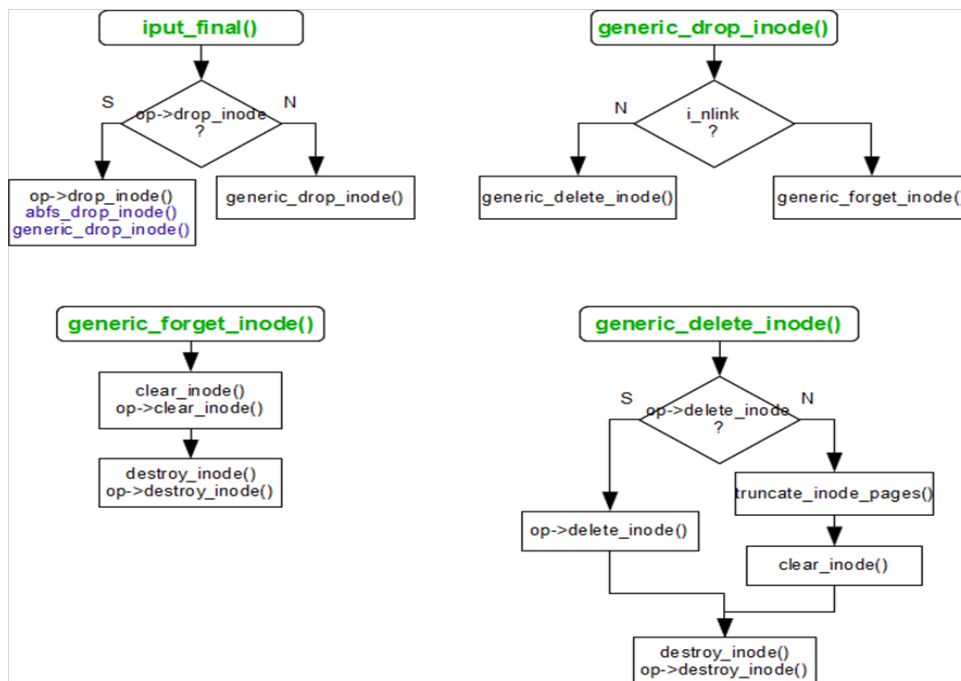 iput_final()
S
op->drop_inode
?
N
op->drop_inode()
abfs_drop_inode()
generic_drop_inode()
generic_drop_inode()
generic_drop_inode()
N
i_nlink
?
generic_delete_inode()
generic_forget_inode()
generic_forget_inode()
clear_inode()
op->clear_inode()
destroy_inode()
op->destroy_inode()
generic_delete_inode()
S
op->delete_inode
?
N
op->delete_inode()
truncate_inode_pages()
clear_inode()
destroy_inode()
op->destroy_inode()